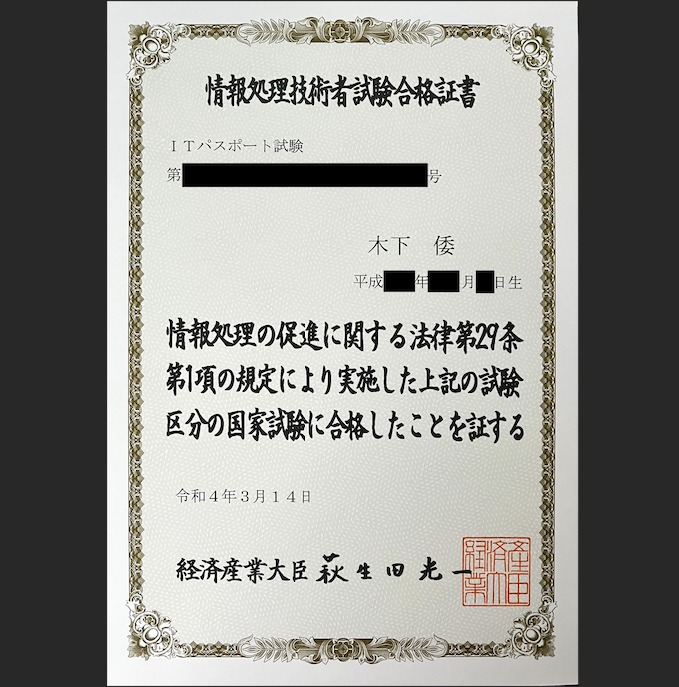 情報処理技術者試験合格証書
ITパスポート試験
第 号
木下 倭
平成 年 月 日生
情報処理の促進に関する法律第29条
第1項の規定により実施した上記の試験
区分の国家試験に合格したことを証する
令和4年3月14日
経済産業大臣 萩生田光一
経済産業大臣